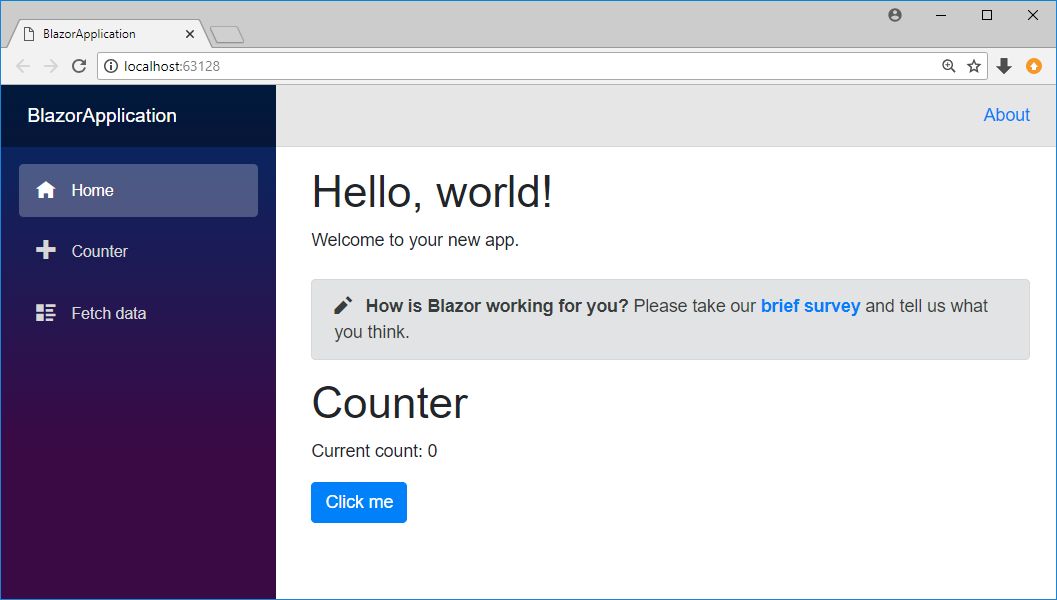 BlazorApplication
localhost:63128
BlazorApplication
About
Home
Counter
Fetch data
Hello, world!
Welcome to your new app.
How is Blazor working for you? Please take our brief survey and tell us what
you think.
Counter
Current count: 0
Click me